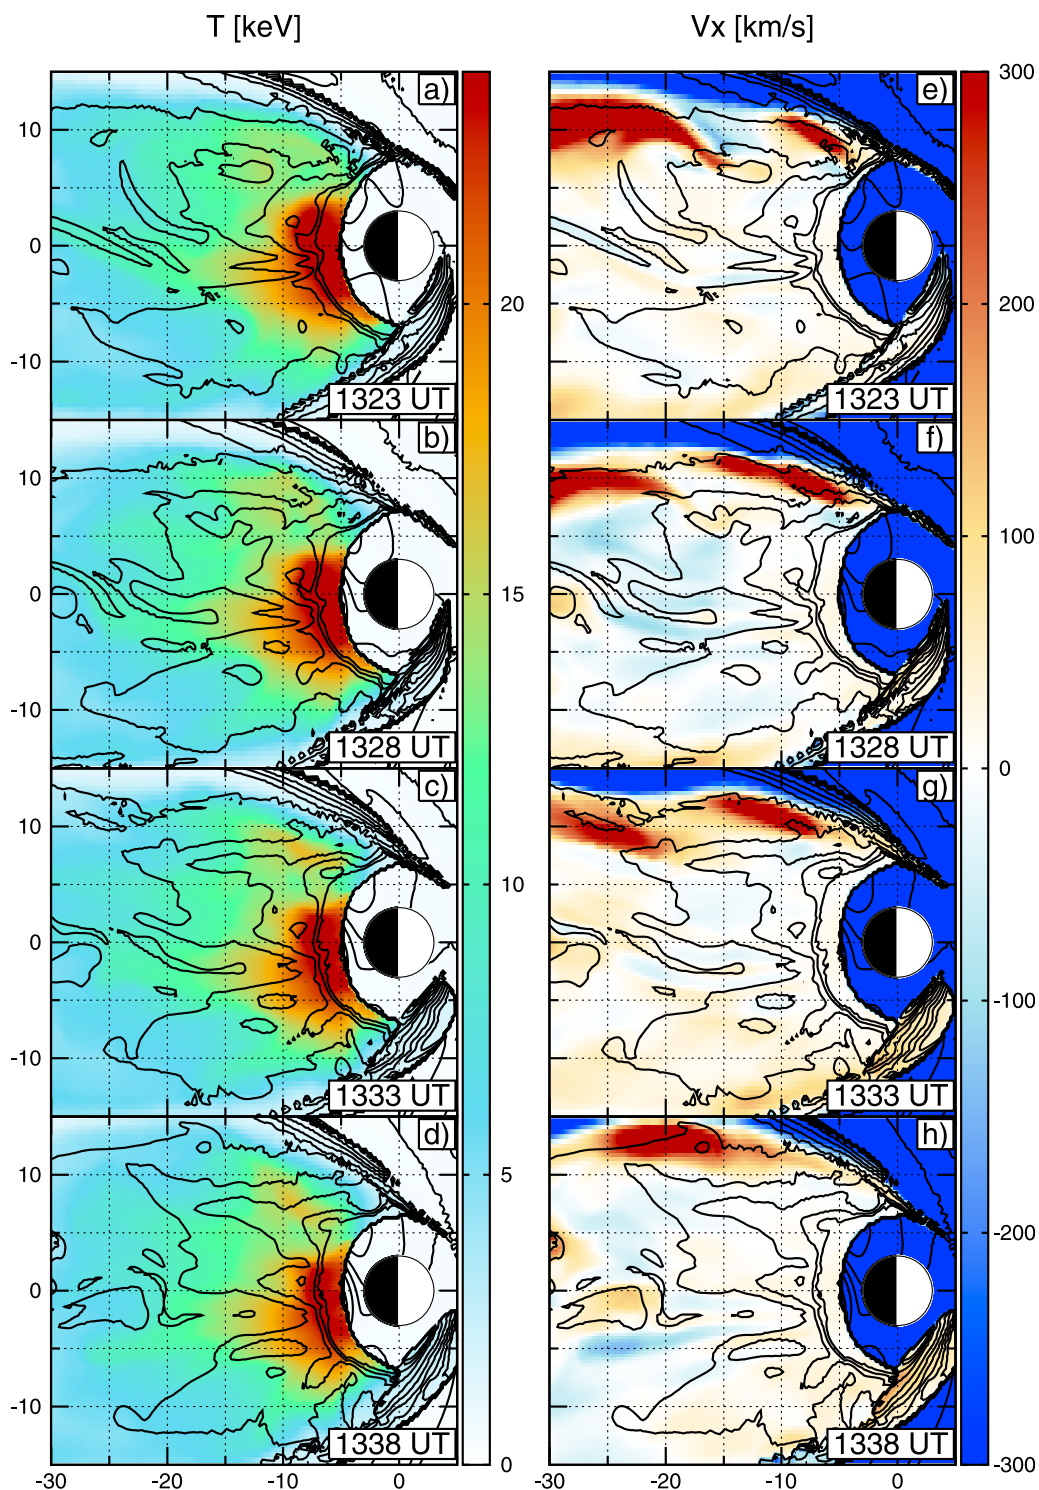 T [keV] Vx [km/s]
a) e) 300
10
20 200
0
-10
1323 UT 1323 UT
b) f)
10
15 100
0
-10
1328 UT 1328 UT
c) g) 0
10
10
0
-100
-10
1333 UT 1333 UT
d) h)
10
5
-200
0
-10
1338 UT 1338 UT
0 -300
-30 -20 -10 0 -30 -20 -10 0